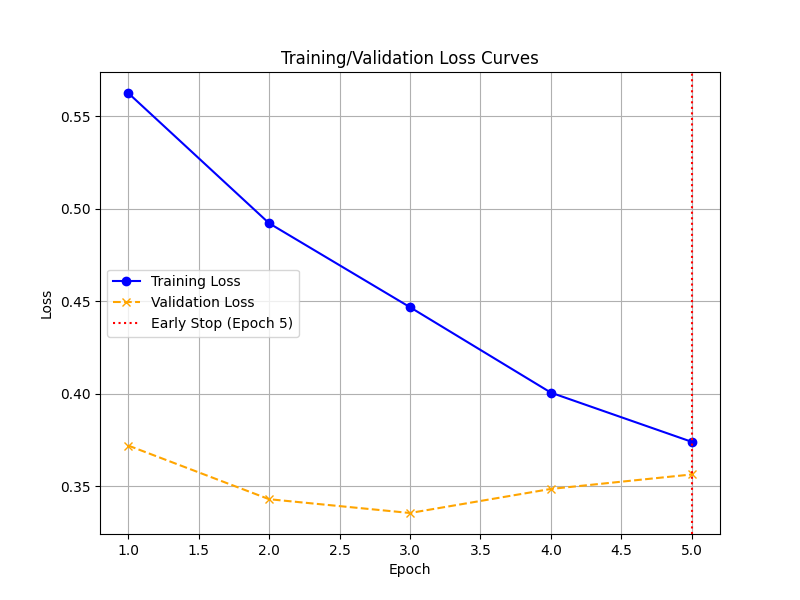 Training/Validation Loss Curves
0.55
0.50
0.45
0.40
0.35
Loss
Training Loss
Validation Loss
Early Stop (Epoch 5)
1.0 1.5 2.0 2.5 3.0 3.5 4.0 4.5 5.0
Epoch